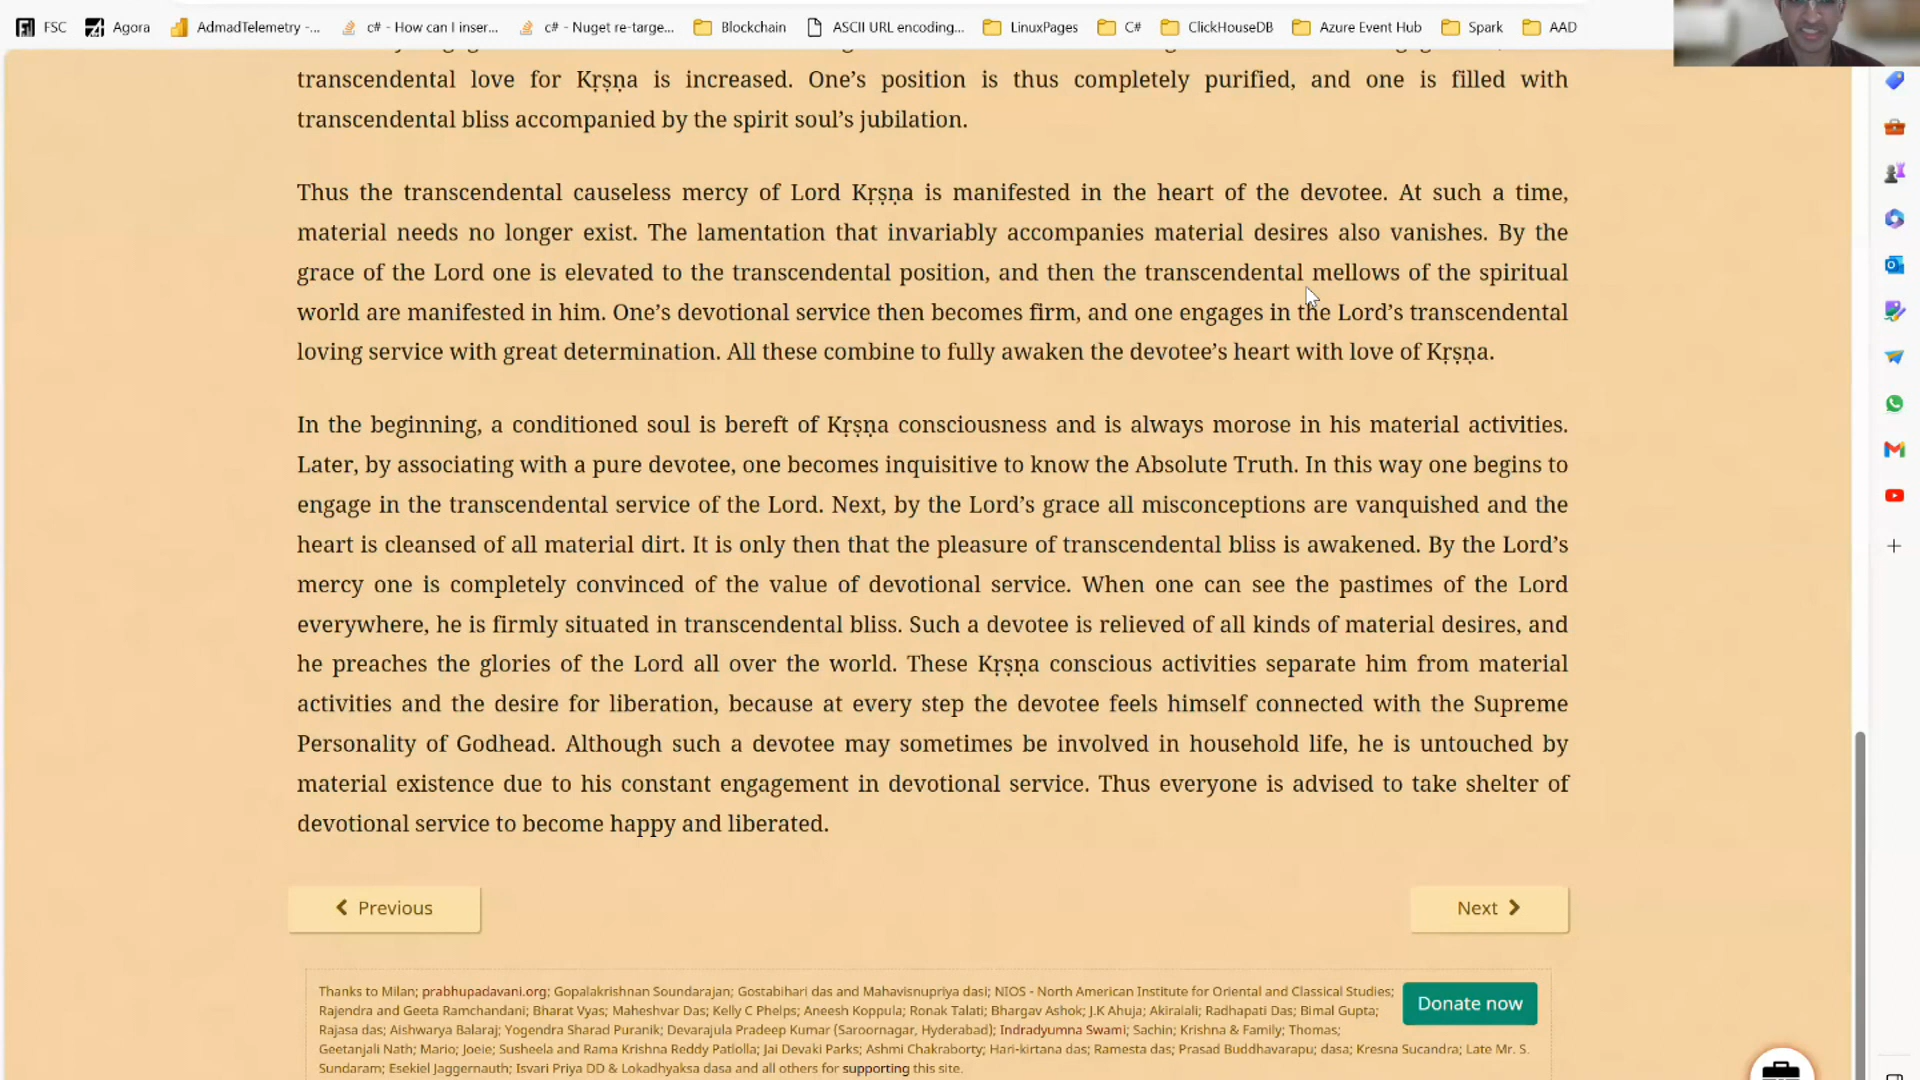 FSC Agora AdmadTelemetry -... c# - How can I inser... c# - Nuget re-targe... Blockchain ASCII URL encoding,... LinuxPages C# ClickHouseDB Azure Event Hub Spark AAD
transcendental love for Kṛṣṇa is increased. One’s position is thus completely purified, and one is filled with
transcendental bliss accompanied by the spirit soul’s jubilation.
Thus the transcendental causeless mercy of Lord Kṛṣṇa is manifested in the heart of the devotee. At such a time,
material needs no longer exist. The lamentation that invariably accompanies material desires also vanishes. By the
grace of the Lord one is elevated to the transcendental position, and then the transcendental mellows of the spiritual
world are manifested in him. One’s devotional service then becomes firm, and one engages in the Lord’s transcendental
loving service with great determination. All these combine to fully awaken the devotee’s heart with love of Kṛṣṇa.
In the beginning, a conditioned soul is bereft of Kṛṣṇa consciousness and is always morose in his material activities.
Later, by associating with a pure devotee, one becomes inquisitive to know the Absolute Truth. In this way one begins to
engage in the transcendental service of the Lord. Next, by the Lord’s grace all misconceptions are vanquished and the
heart is cleansed of all material dirt. It is only then that the pleasure of transcendental bliss is awakened. By the Lord’s
mercy one is completely convinced of the value of devotional service. When one can see the pastimes of the Lord
everywhere, he is firmly situated in transcendental bliss. Such a devotee is relieved of all kinds of material desires, and
he preaches the glories of the Lord all over the world. These Kṛṣṇa conscious activities separate him from material
activities and the desire for liberation, because at every step the devotee feels himself connected with the Supreme
Personality of Godhead. Although such a devotee may sometimes be involved in household life, he is untouched by
material existence due to his constant engagement in devotional service. Thus everyone is advised to take shelter of
devotional service to become happy and liberated.
Previous
Next
Thanks to Milan; prabhupadavani.org; Gopalakrishnan Soundarajan; Gostabihari das and Mahavisnupriya dasi; NIOS - North American Institute for Oriental and Classical Studies;
Rajendra and Geeta Ramchandani; Bharat Vyas; Maheshvar Das; Kelly C Phelps; Aneesh Koppula; Ronak Talati; Bhargav Ashok; J.K Ahuja; Akiralali; Radhapati Das; Bimal Gupta;
Rajasa das; Aishwarya Balaraj; Yogendra Sharad Puranik; Devarajula Pradeep Kumar (Saroornagar, Hyderabad); Indradyumna Swami; Sachin; Krishna & Family; Thomas;
Geetanjali Nath; Mario; Joeie; Susheela and Rama Krishna Reddy Patlolla; Jai Devaki Parks; Ashmi Chakraborty; Hari-kirtana das; Ramesta das; Prasad Buddhavarapu; dasa; Kresna Sucandra; Late Mr. S.
Sundaram; Esekiel Jaggernauth; Isvari Priya DD & Lokadhyaksa dasa and all others for supporting this site.
Donate now